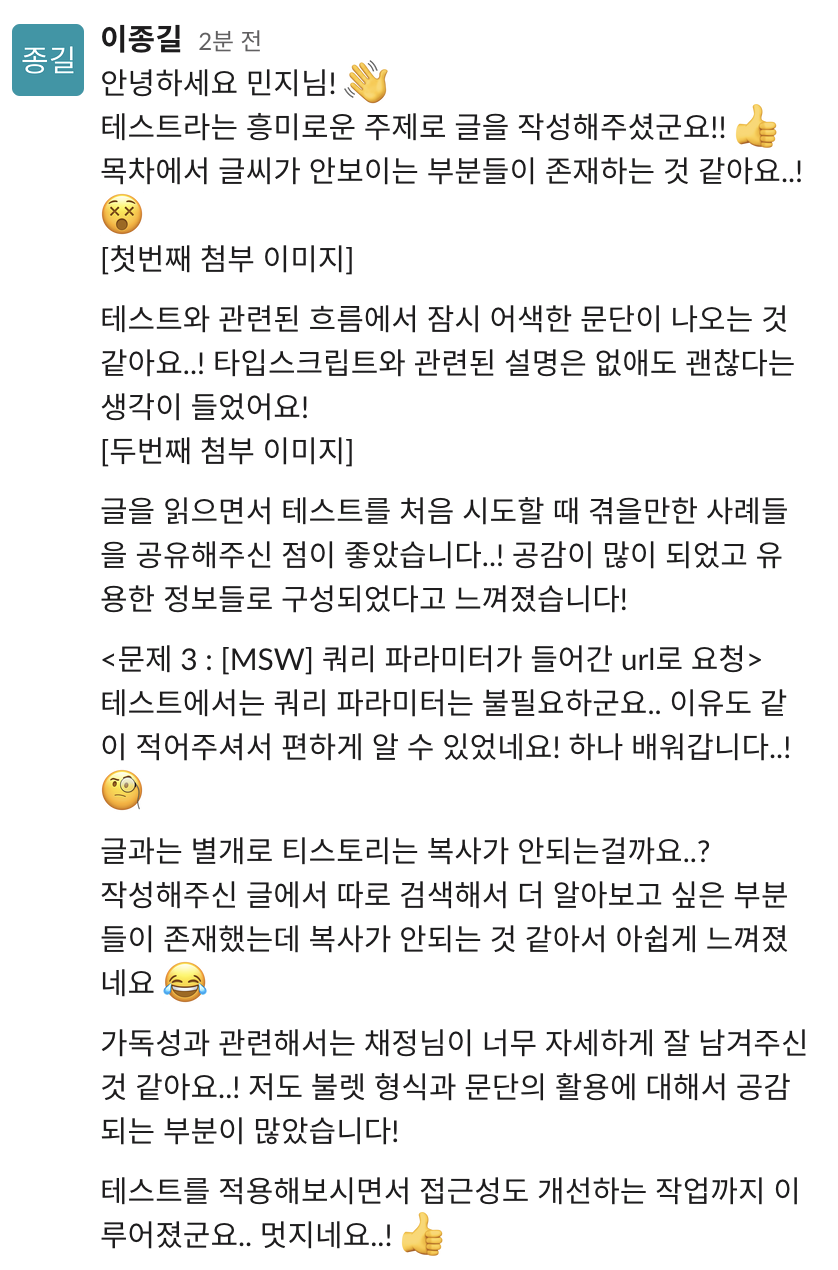 종길
이종길 2분 전
안녕하세요 민지님! 👋
테스트라는 흥미로운 주제로 글을 작성해주셨군요!! 👍
목차에서 글씨가 안보이는 부분들이 존재하는 것 같아요..!
😵
[첫번째 첨부 이미지]
테스트와 관련된 흐름에서 잠시 어색한 문단이 나오는 것
같아요..! 타입스크립트와 관련된 설명은 없애도 괜찮다는
생각이 들었어요!
[두번째 첨부 이미지]
글을 읽으면서 테스트를 처음 시도할 때 겪을만한 사례들
을 공유해주신 점이 좋았습니다..! 공감이 많이 되었고 유
용한 정보들로 구성되었다고 느껴졌습니다!
<문제 3 : [MSW] 쿼리 파라미터가 들어간 url로 요청>
테스트에서는 쿼리 파라미터는 불필요하군요.. 이유도 같
이 적어주셔서 편하게 알 수 있었네요! 하나 배워갑니다..!
🧐
글과는 별개로 티스토리는 복사가 안되는걸까요..?
작성해주신 글에서 따로 검색해서 더 알아보고 싶은 부분
들이 존재했는데 복사가 안되는 것 같아서 아쉽게 느껴졌
네요 😂
가독성과 관련해서는 채정님이 너무 자세하게 잘 남겨주신
것 같아요..! 저도 불렛 형식과 문단의 활용에 대해서 공감
되는 부분이 많았습니다!
테스트를 적용해보시면서 접근성도 개선하는 작업까지 이
루어졌군요.. 멋지네요..! 👍